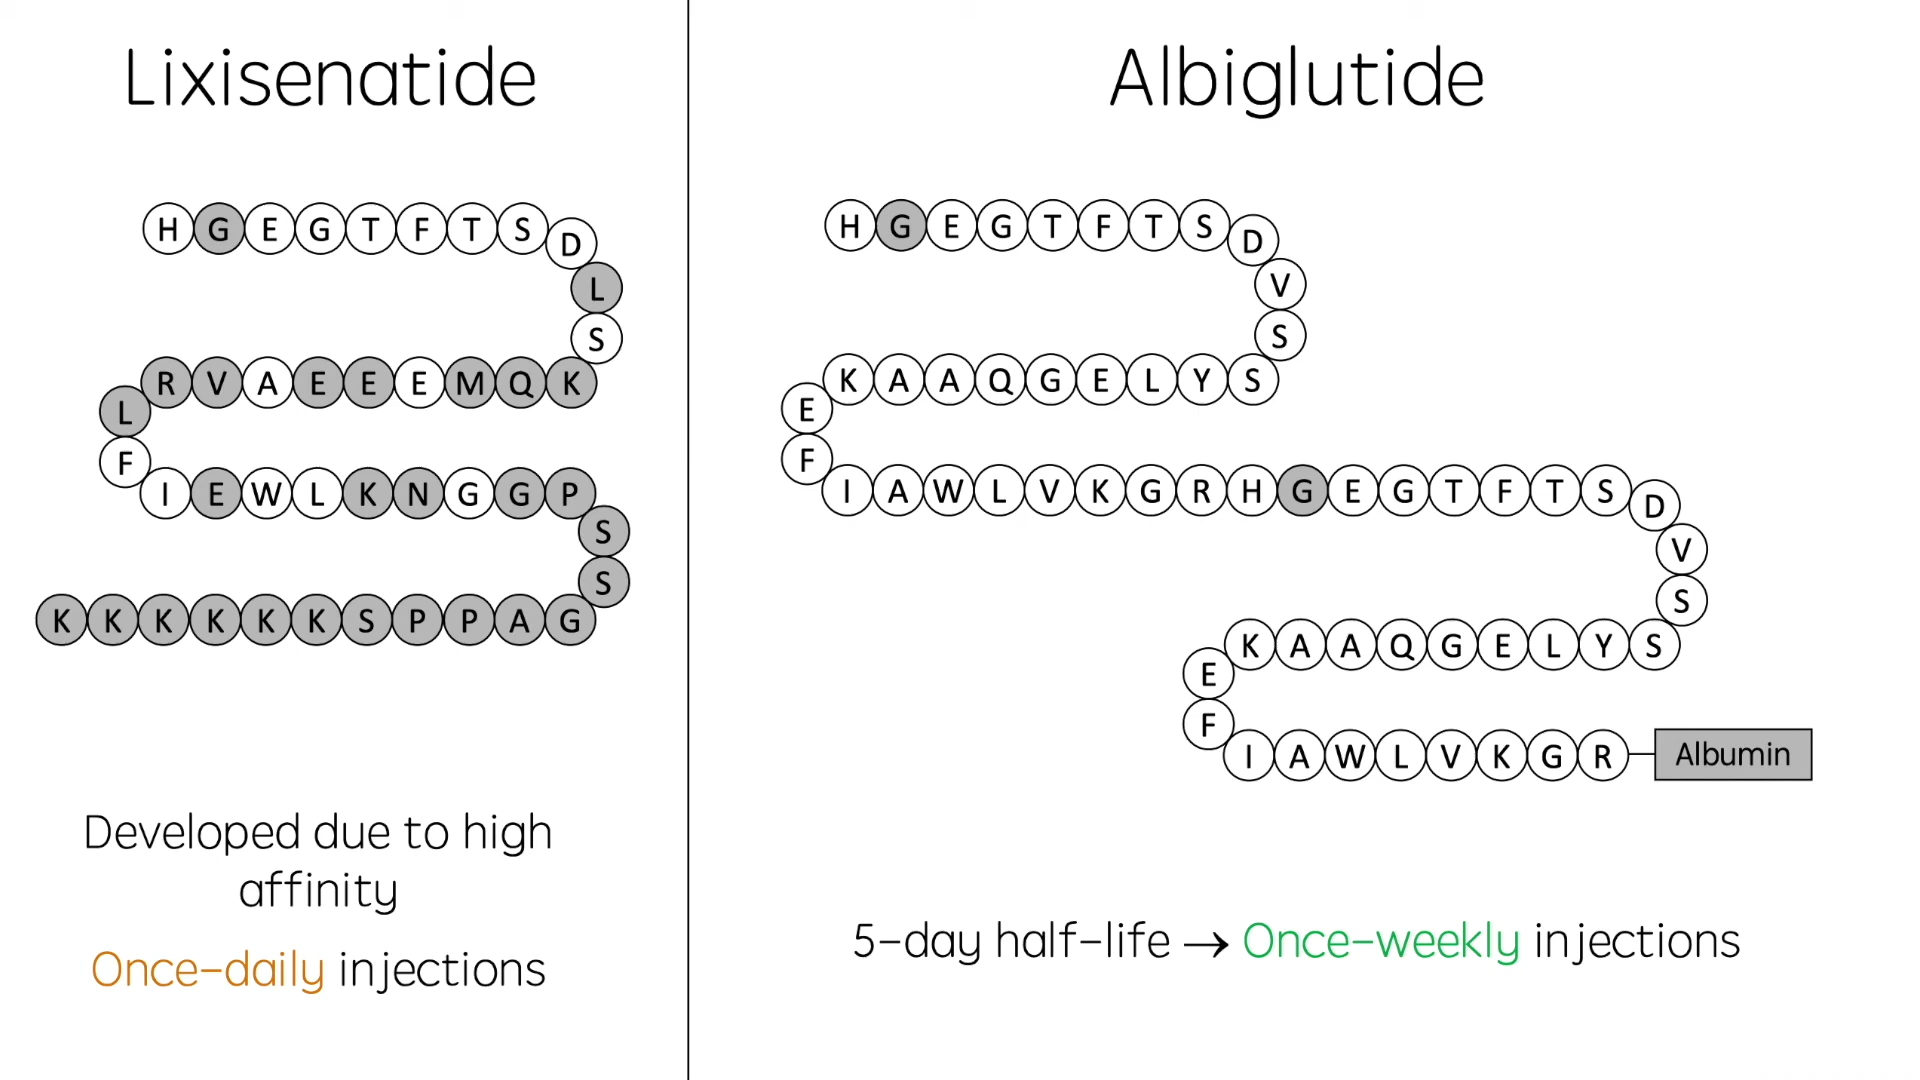 Lixisenatide
H G E G T F T S D
L
S
R V A E E E M Q K
L
F
I E W L K N G G P
S
S
K K K K K K S P P A G
Developed due to high
affinity
Once-daily injections
Albiglutide
H G E G T F T S D
V
S
K A A Q G E L Y S
E
F
I A W L V K G R H G E G T F T S D
V
S
K A A Q G E L Y S
E
F
I A W L V K G R Albumin
5-day half-life → Once-weekly injections